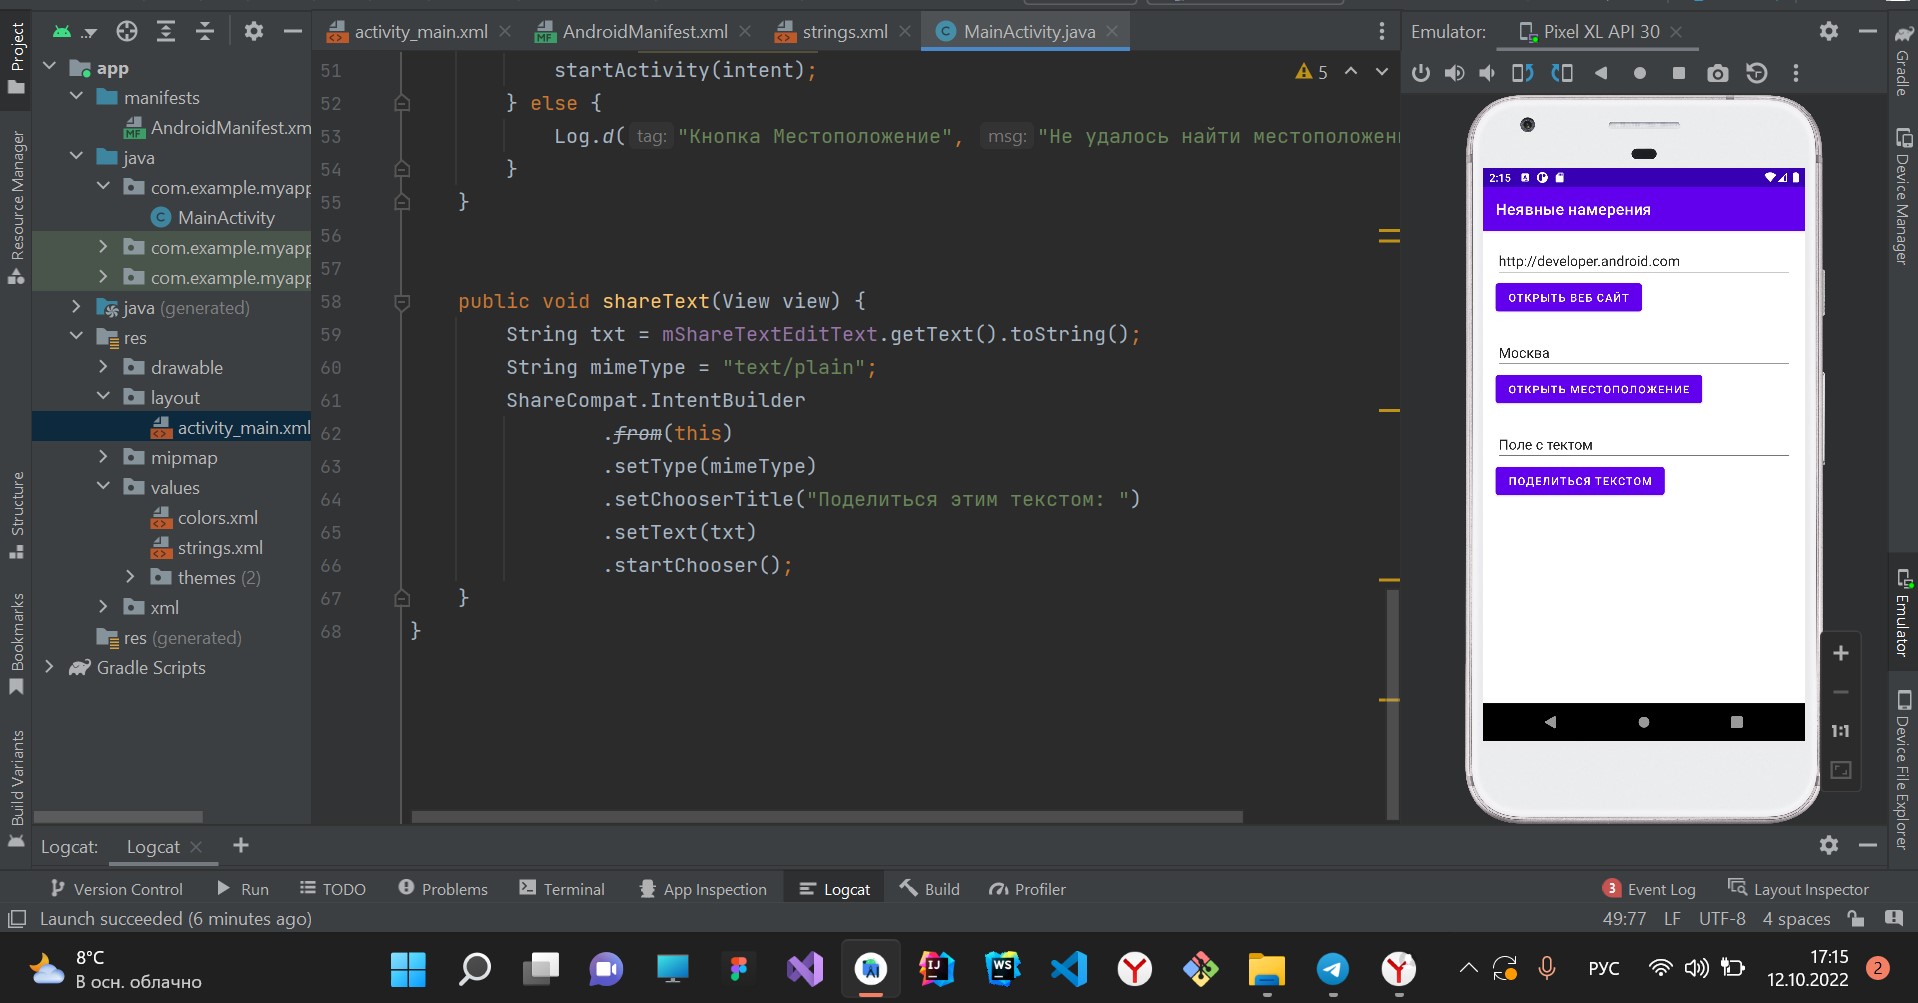 activity_main.xml
AndroidManifest.xml
strings.xml
MainActivity.java
Emulator:
Pixel XL API 30
Project
Resource Manager
Structure
Bookmarks
Build Variants
app
manifests
AndroidManifest.xm
java
com.example.myapp
MainActivity
com.example.myapp
com.example.myapp
java (generated)
res
drawable
layout
activity_main.xml
mipmap
values
colors.xml
strings.xml
themes (2)
xml
res (generated)
Gradle Scripts
5
51 startActivity(intent);
52 } else {
53 Log.d( tag: "Кнопка Местоположение", msg: "Не удалось найти местоположен
54 }
55 }
56
57
58 public void shareText(View view) {
59 String txt = mShareTextEditText.getText().toString();
60 String mimeType = "text/plain";
61 ShareCompat.IntentBuilder
62 .from(this)
63 .setType(mimeType)
64 .setChooserTitle("Поделиться этим текстом: ")
65 .setText(txt)
66 .startChooser();
67 }
68 }
2:15
Неявные намерения
http://developer.android.com
ОТКРЫТЬ ВЕБ САЙТ
Москва
ОТКРЫТЬ МЕСТОПОЛОЖЕНИЕ
Поле с тектом
ПОДЕЛИТЬСЯ ТЕКСТОМ
1:1
Gradle
Device Manager
Emulator
Device File Explorer
Logcat: Logcat
Version Control Run TODO Problems Terminal App Inspection Logcat Build Profiler 3 Event Log Layout Inspector
Launch succeeded (6 minutes ago) 49:77 LF UTF-8 4 spaces
8°C
В осн. облачно
IJ
WS
РУС
17:15
12.10.2022
2